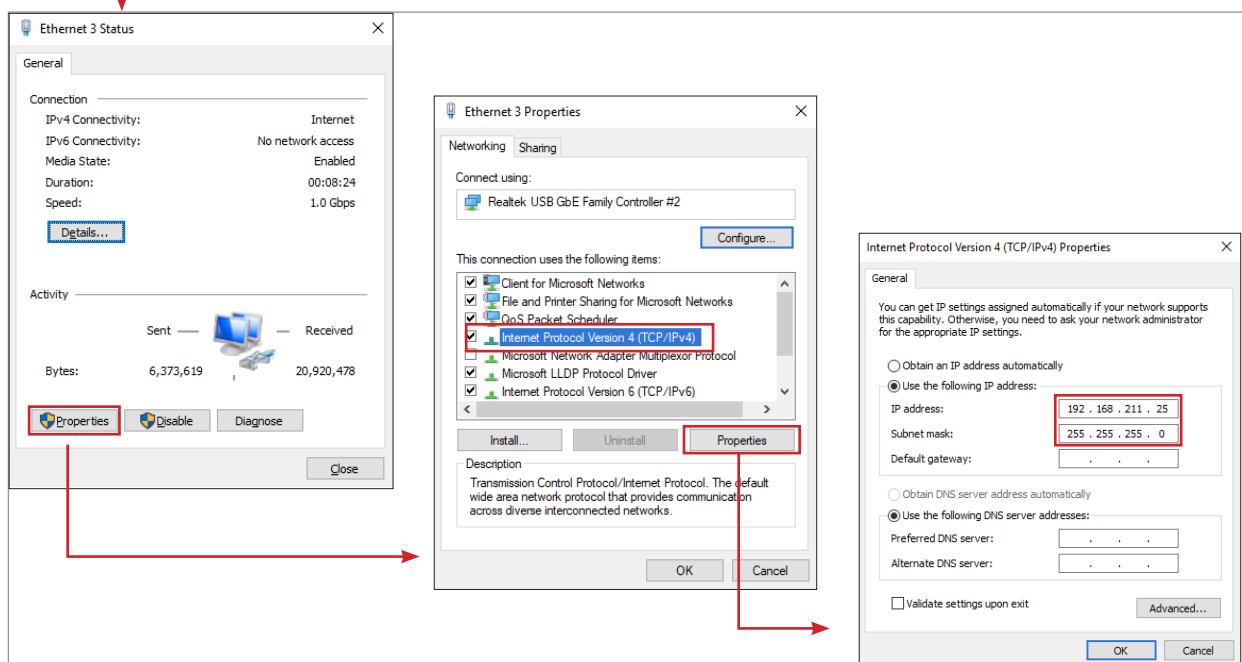 Ethernet 3 Status
General
Connection
IPv4 Connectivity: Internet
IPv6 Connectivity: No network access
Media State: Enabled
Duration: 00:08:24
Speed: 1.0 Gbps
Details...
Activity
Sent — — Received
Bytes: 6,373,619 20,920,478
Properties Disable Diagnose
Close
Ethernet 3 Properties
Networking Sharing
Connect using:
Realtek USB GbE Family Controller #2
Configure...
This connection uses the following items:
Client for Microsoft Networks
File and Printer Sharing for Microsoft Networks
QoS Packet Scheduler
Internet Protocol Version 4 (TCP/IPv4)
Microsoft Network Adapter Multiplexor Protocol
Microsoft LLDP Protocol Driver
Internet Protocol Version 6 (TCP/IPv6)
Install... Uninstall Properties
Description
Transmission Control Protocol/Internet Protocol. The default
wide area network protocol that provides communication
across diverse interconnected networks.
OK Cancel
Internet Protocol Version 4 (TCP/IPv4) Properties
General
You can get IP settings assigned automatically if your network supports
this capability. Otherwise, you need to ask your network administrator
for the appropriate IP settings.
Obtain an IP address automatically
Use the following IP address:
IP address: 192 . 168 . 211 . 25
Subnet mask: 255 . 255 . 255 . 0
Default gateway: . . .
Obtain DNS server address automatically
Use the following DNS server addresses:
Preferred DNS server: . . .
Alternate DNS server: . . .
Validate settings upon exit
Advanced...
OK Cancel